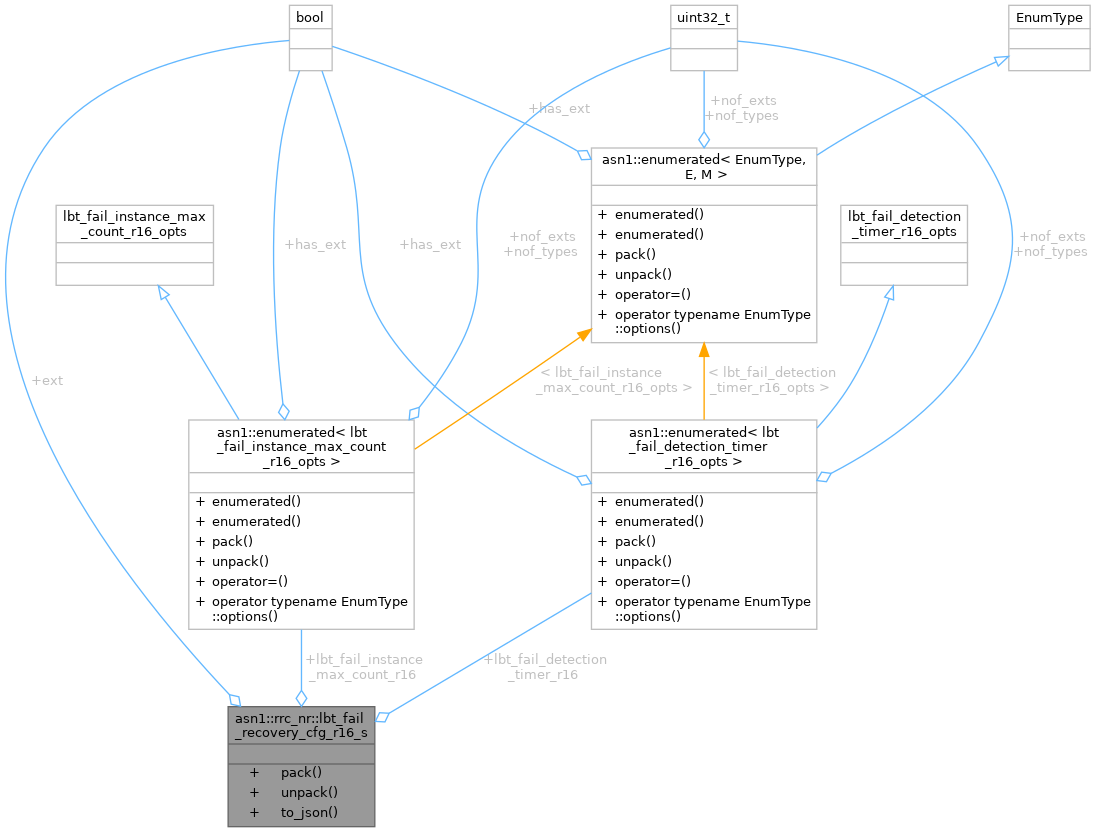 bool
uint32_t
EnumType
+has_ext
+nof_exts
+nof_types
asn1::enumerated< EnumType,
E, M >
+ enumerated()
+ enumerated()
+ pack()
+ unpack()
+ operator=()
+ operator typename EnumType
::options()
lbt_fail_instance_max
_count_r16_opts
lbt_fail_detection
_timer_r16_opts
+has_ext
+has_ext
+nof_exts
+nof_types
+nof_exts
+nof_types
+ext
< lbt_fail_instance
_max_count_r16_opts >
< lbt_fail_detection
_timer_r16_opts >
asn1::enumerated< lbt
_fail_instance_max_count
_r16_opts >
+ enumerated()
+ enumerated()
+ pack()
+ unpack()
+ operator=()
+ operator typename EnumType
::options()
asn1::enumerated< lbt
_fail_detection_timer
_r16_opts >
+ enumerated()
+ enumerated()
+ pack()
+ unpack()
+ operator=()
+ operator typename EnumType
::options()
+lbt_fail_instance
_max_count_r16
+lbt_fail_detection
_timer_r16
asn1::rrc_nr::lbt_fail
_recovery_cfg_r16_s
+ pack()
+ unpack()
+ to_json()